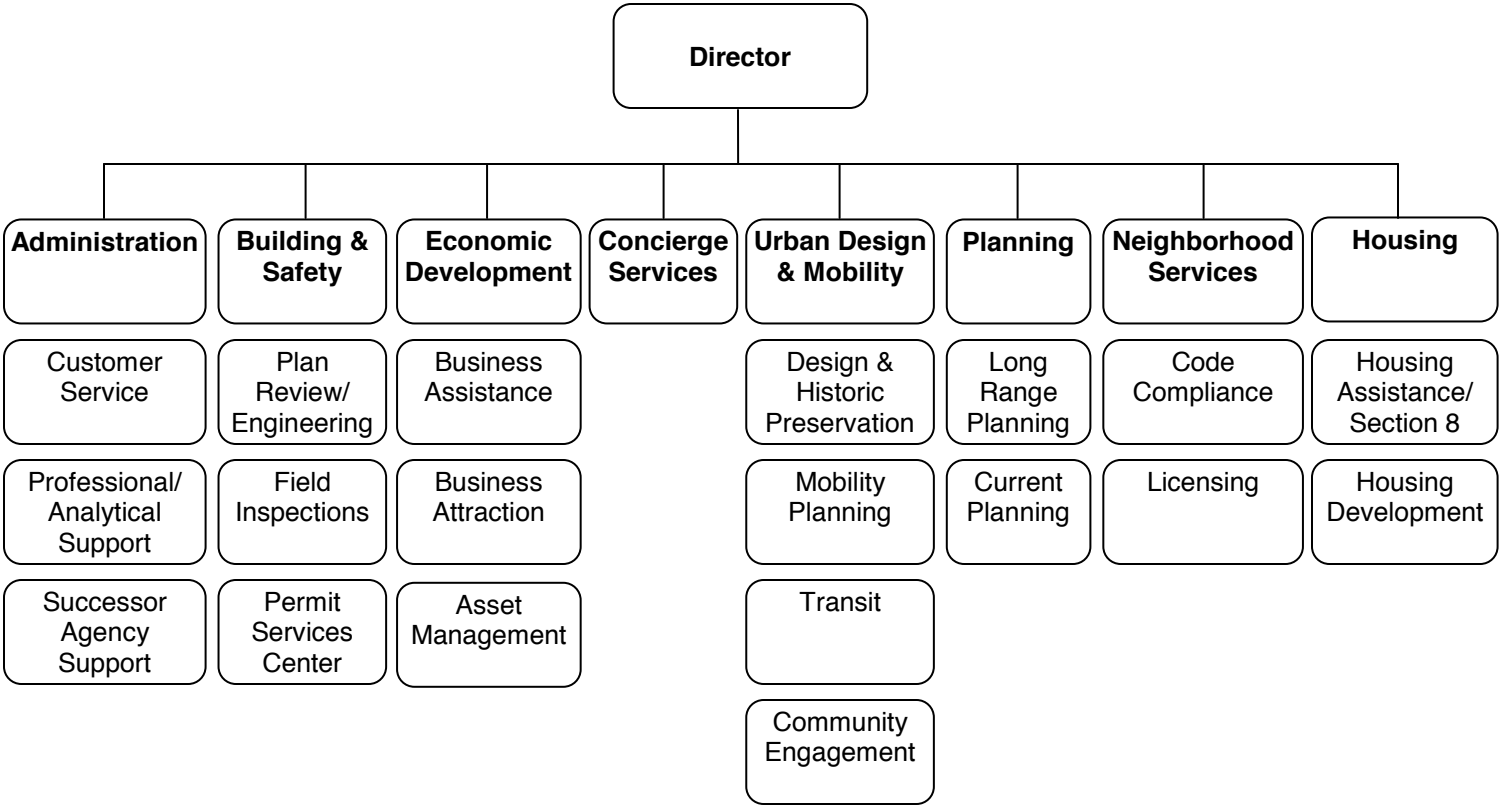 Director
Administration
Building &
Safety
Economic
Development
Concierge
Services
Urban Design
& Mobility
Planning
Neighborhood
Services
Housing
Customer
Service
Plan
Review/
Engineering
Business
Assistance
Design &
Historic
Preservation
Long
Range
Planning
Code
Compliance
Housing
Assistance/
Section 8
Professional/
Analytical
Support
Field
Inspections
Business
Attraction
Mobility
Planning
Current
Planning
Licensing
Housing
Development
Successor
Agency
Support
Permit
Services
Center
Asset
Management
Transit
Community
Engagement